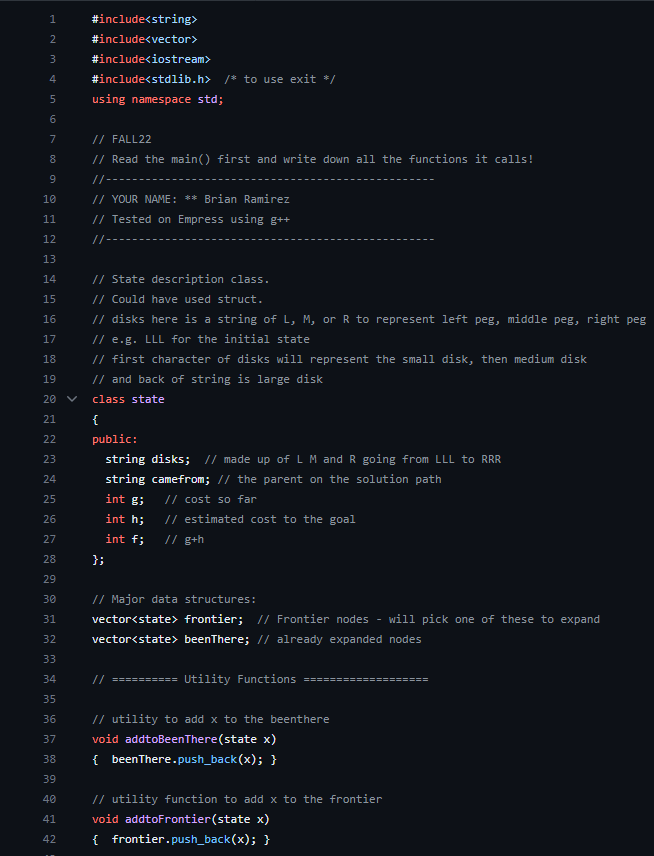 1 #include<string>
2 #include<vector>
3 #include<iostream>
4 #include<stdlib.h>  /* to use exit */
5 using namespace std;
6
7 // FALL22
8 // Read the main() first and write down all the functions it calls!
9 //--------------------------------------------------
10 // YOUR NAME: ** Brian Ramirez
11 // Tested on Empress using g++
12 //--------------------------------------------------
13
14 // State description class.
15 // Could have used struct.
16 // disks here is a string of L, M, or R to represent left peg, middle peg, right peg
17 // e.g. LLL for the initial state
18 // first character of disks will represent the small disk, then medium disk
19 // and back of string is large disk
20 class state
21 {
22 public:
23   string disks;  // made up of L M and R going from LLL to RRR
24   string camefrom; // the parent on the solution path
25   int g;   // cost so far
26   int h;   // estimated cost to the goal
27   int f;   // g+h
28 };
29
30 // Major data structures:
31 vector<state> frontier;  // Frontier nodes - will pick one of these to expand
32 vector<state> beenThere; // already expanded nodes
33
34 // ========== Utility Functions ===================
35
36 // utility to add x to the beenthere
37 void addtoBeenThere(state x)
38 {  beenThere.push_back(x); }
39
40 // utility function to add x to the frontier
41 void addtoFrontier(state x)
42 {  frontier.push_back(x); }